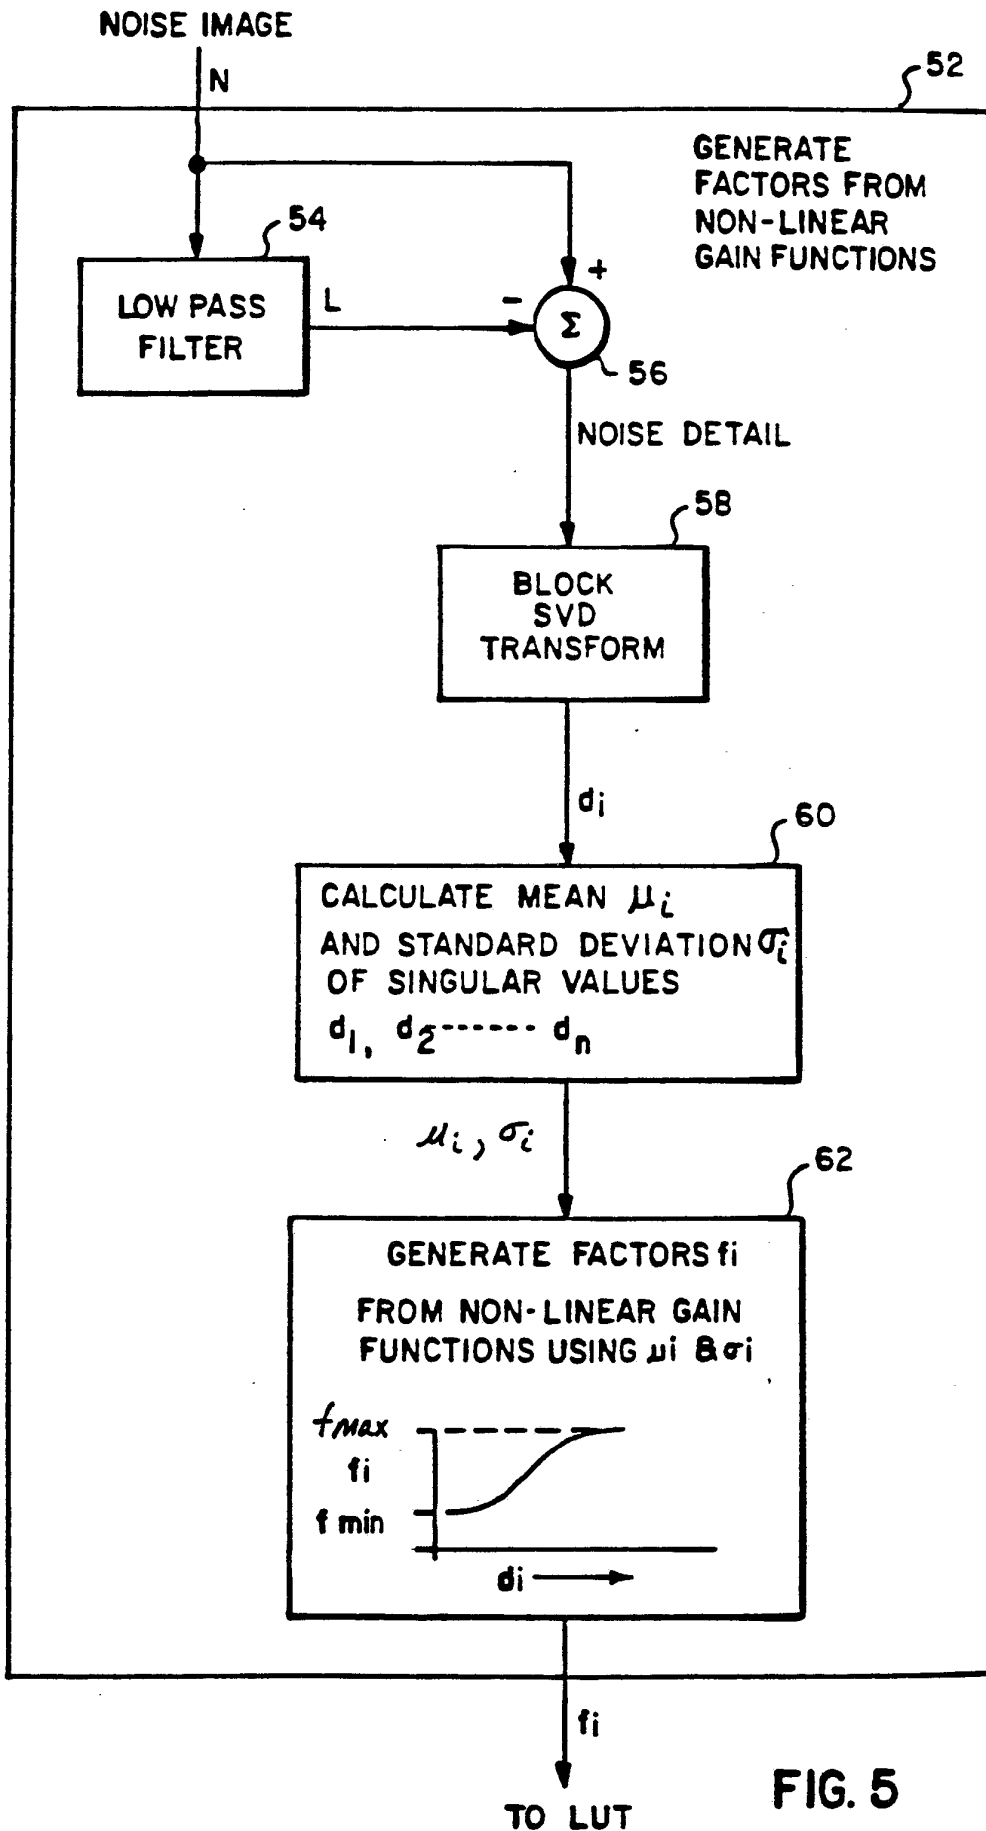 NOISE IMAGE
N
52
GENERATE
FACTORS FROM
NON-LINEAR
GAIN FUNCTIONS
54
LOW PASS
FILTER
L
-
+
Σ
56
NOISE DETAIL
58
BLOCK
SVD
TRANSFORM
di
60
CALCULATE MEAN μi
AND STANDARD DEVIATION σi
OF SINGULAR VALUES
d1, d2------- dn
μi, σi
62
GENERATE FACTORS fi
FROM NON-LINEAR GAIN
FUNCTIONS USING μi & σi
fMAX
fi
f min
di
fi
TO LUT
FIG. 5